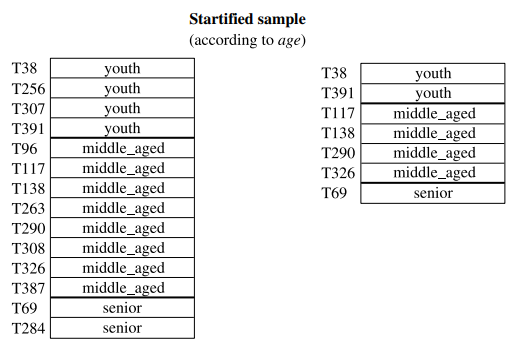 Startified sample
(according to age)
T38 youth
T256 youth
T307 youth
T391 youth
T96 middle_aged
T117 middle_aged
T138 middle_aged
T263 middle_aged
T290 middle_aged
T308 middle_aged
T326 middle_aged
T387 middle_aged
T69 senior
T284 senior
T38 youth
T391 youth
T117 middle_aged
T138 middle_aged
T290 middle_aged
T326 middle_aged
T69 senior